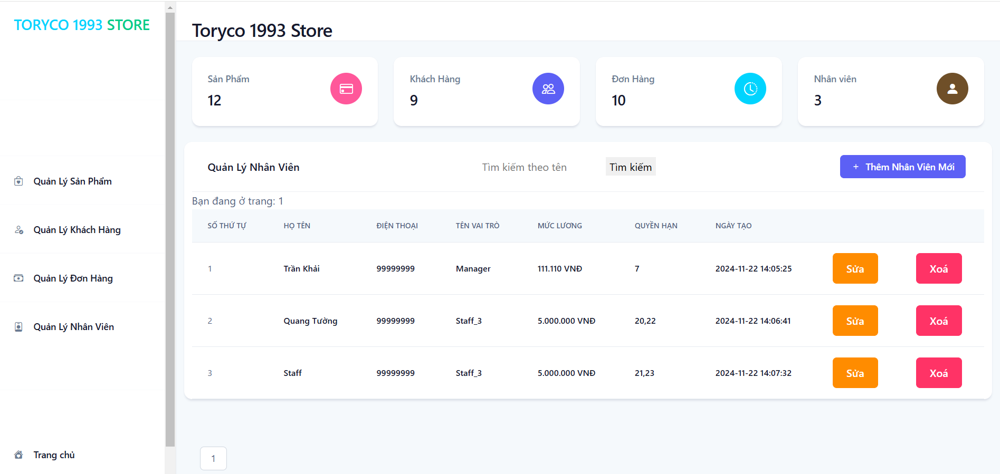 TORYCO 1993 STORE
Quản Lý Sản Phẩm
Quản Lý Khách Hàng
Quản Lý Đơn Hàng
Quản Lý Nhân Viên
Trang chủ
Toryco 1993 Store
Sản Phẩm
12
Khách Hàng
9
Đơn Hàng
10
Nhân viên
3
Quản Lý Nhân Viên Tìm kiếm theo tên Tìm kiếm + Thêm Nhân Viên Mới
Bạn đang ở trang: 1
SỐ THỨ TỰ HỌ TÊN ĐIỆN THOẠI TÊN VAI TRÒ MỨC LƯƠNG QUYỀN HẠN NGÀY TẠO
1 Trần Khải 99999999 Manager 111.110 VNĐ 7 2024-11-22 14:05:25 Sửa Xoá
2 Quang Tường 99999999 Staff_3 5.000.000 VNĐ 20,22 2024-11-22 14:06:41 Sửa Xoá
3 Staff 99999999 Staff_3 5.000.000 VNĐ 21,23 2024-11-22 14:07:32 Sửa Xoá
1